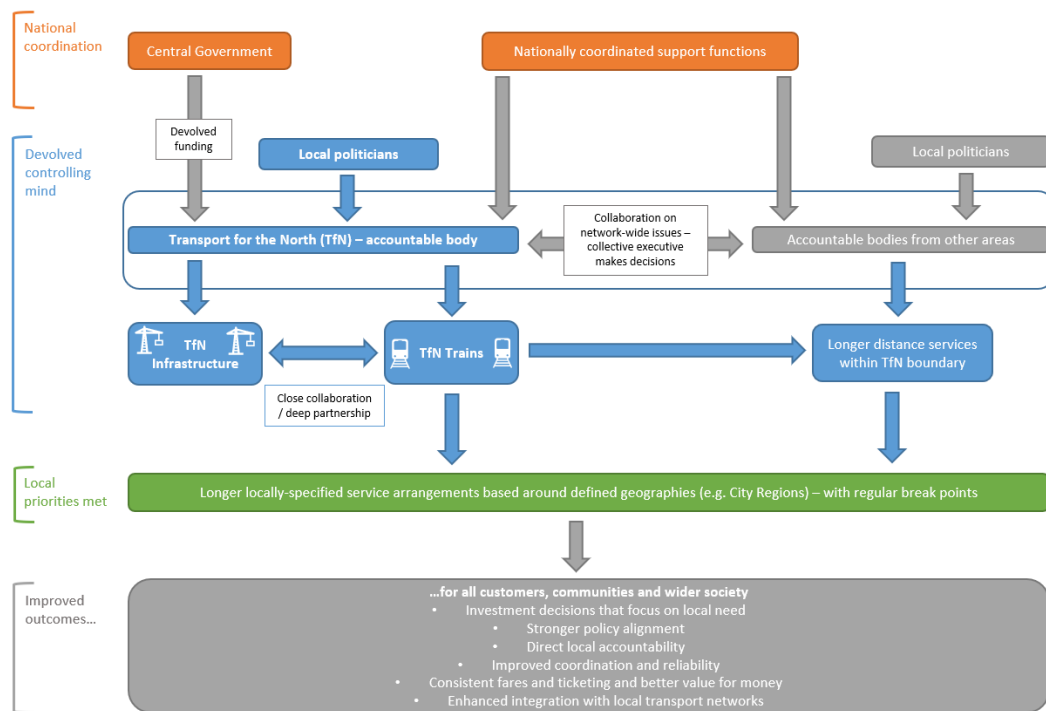 National
coordination
Central Government
Nationally coordinated support functions
Devolved
funding
Devolved
controlling
mind
Local politicians
Local politicians
Transport for the North (TfN) – accountable body
Collaboration on
network-wide issues –
collective executive
makes decisions
Accountable bodies from other areas
TfN
Infrastructure
TfN Trains
Longer distance services
within TfN boundary
Close collaboration
/ deep partnership
Local
priorities met
Longer locally-specified service arrangements based around defined geographies (e.g. City Regions) – with regular break points
Improved
outcomes...
...for all customers, communities and wider society
• Investment decisions that focus on local need
• Stronger policy alignment
• Direct local accountability
• Improved coordination and reliability
• Consistent fares and ticketing and better value for money
• Enhanced integration with local transport networks